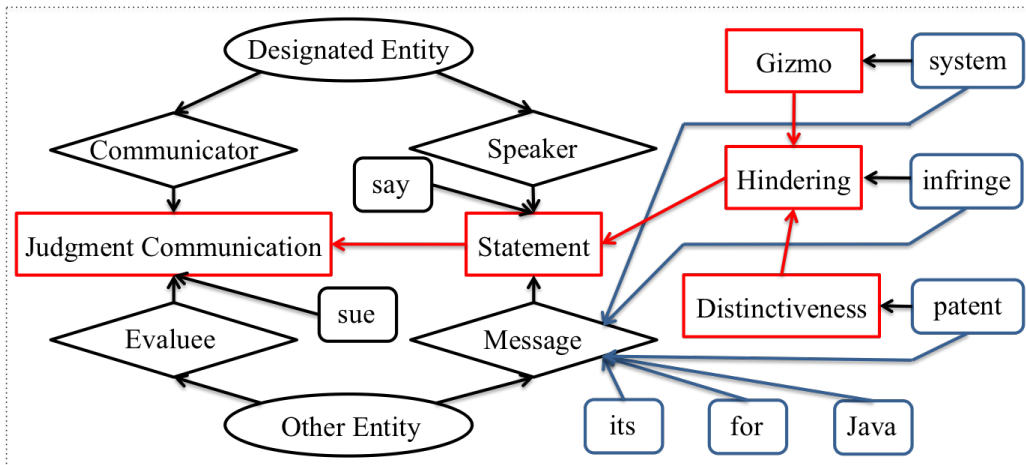 Designated Entity
Gizmo
system
Communicator
Speaker
say
Hindering
infringe
Judgment Communication
Statement
sue
Distinctiveness
patent
Evaluee
Message
Other Entity
its
for
Java